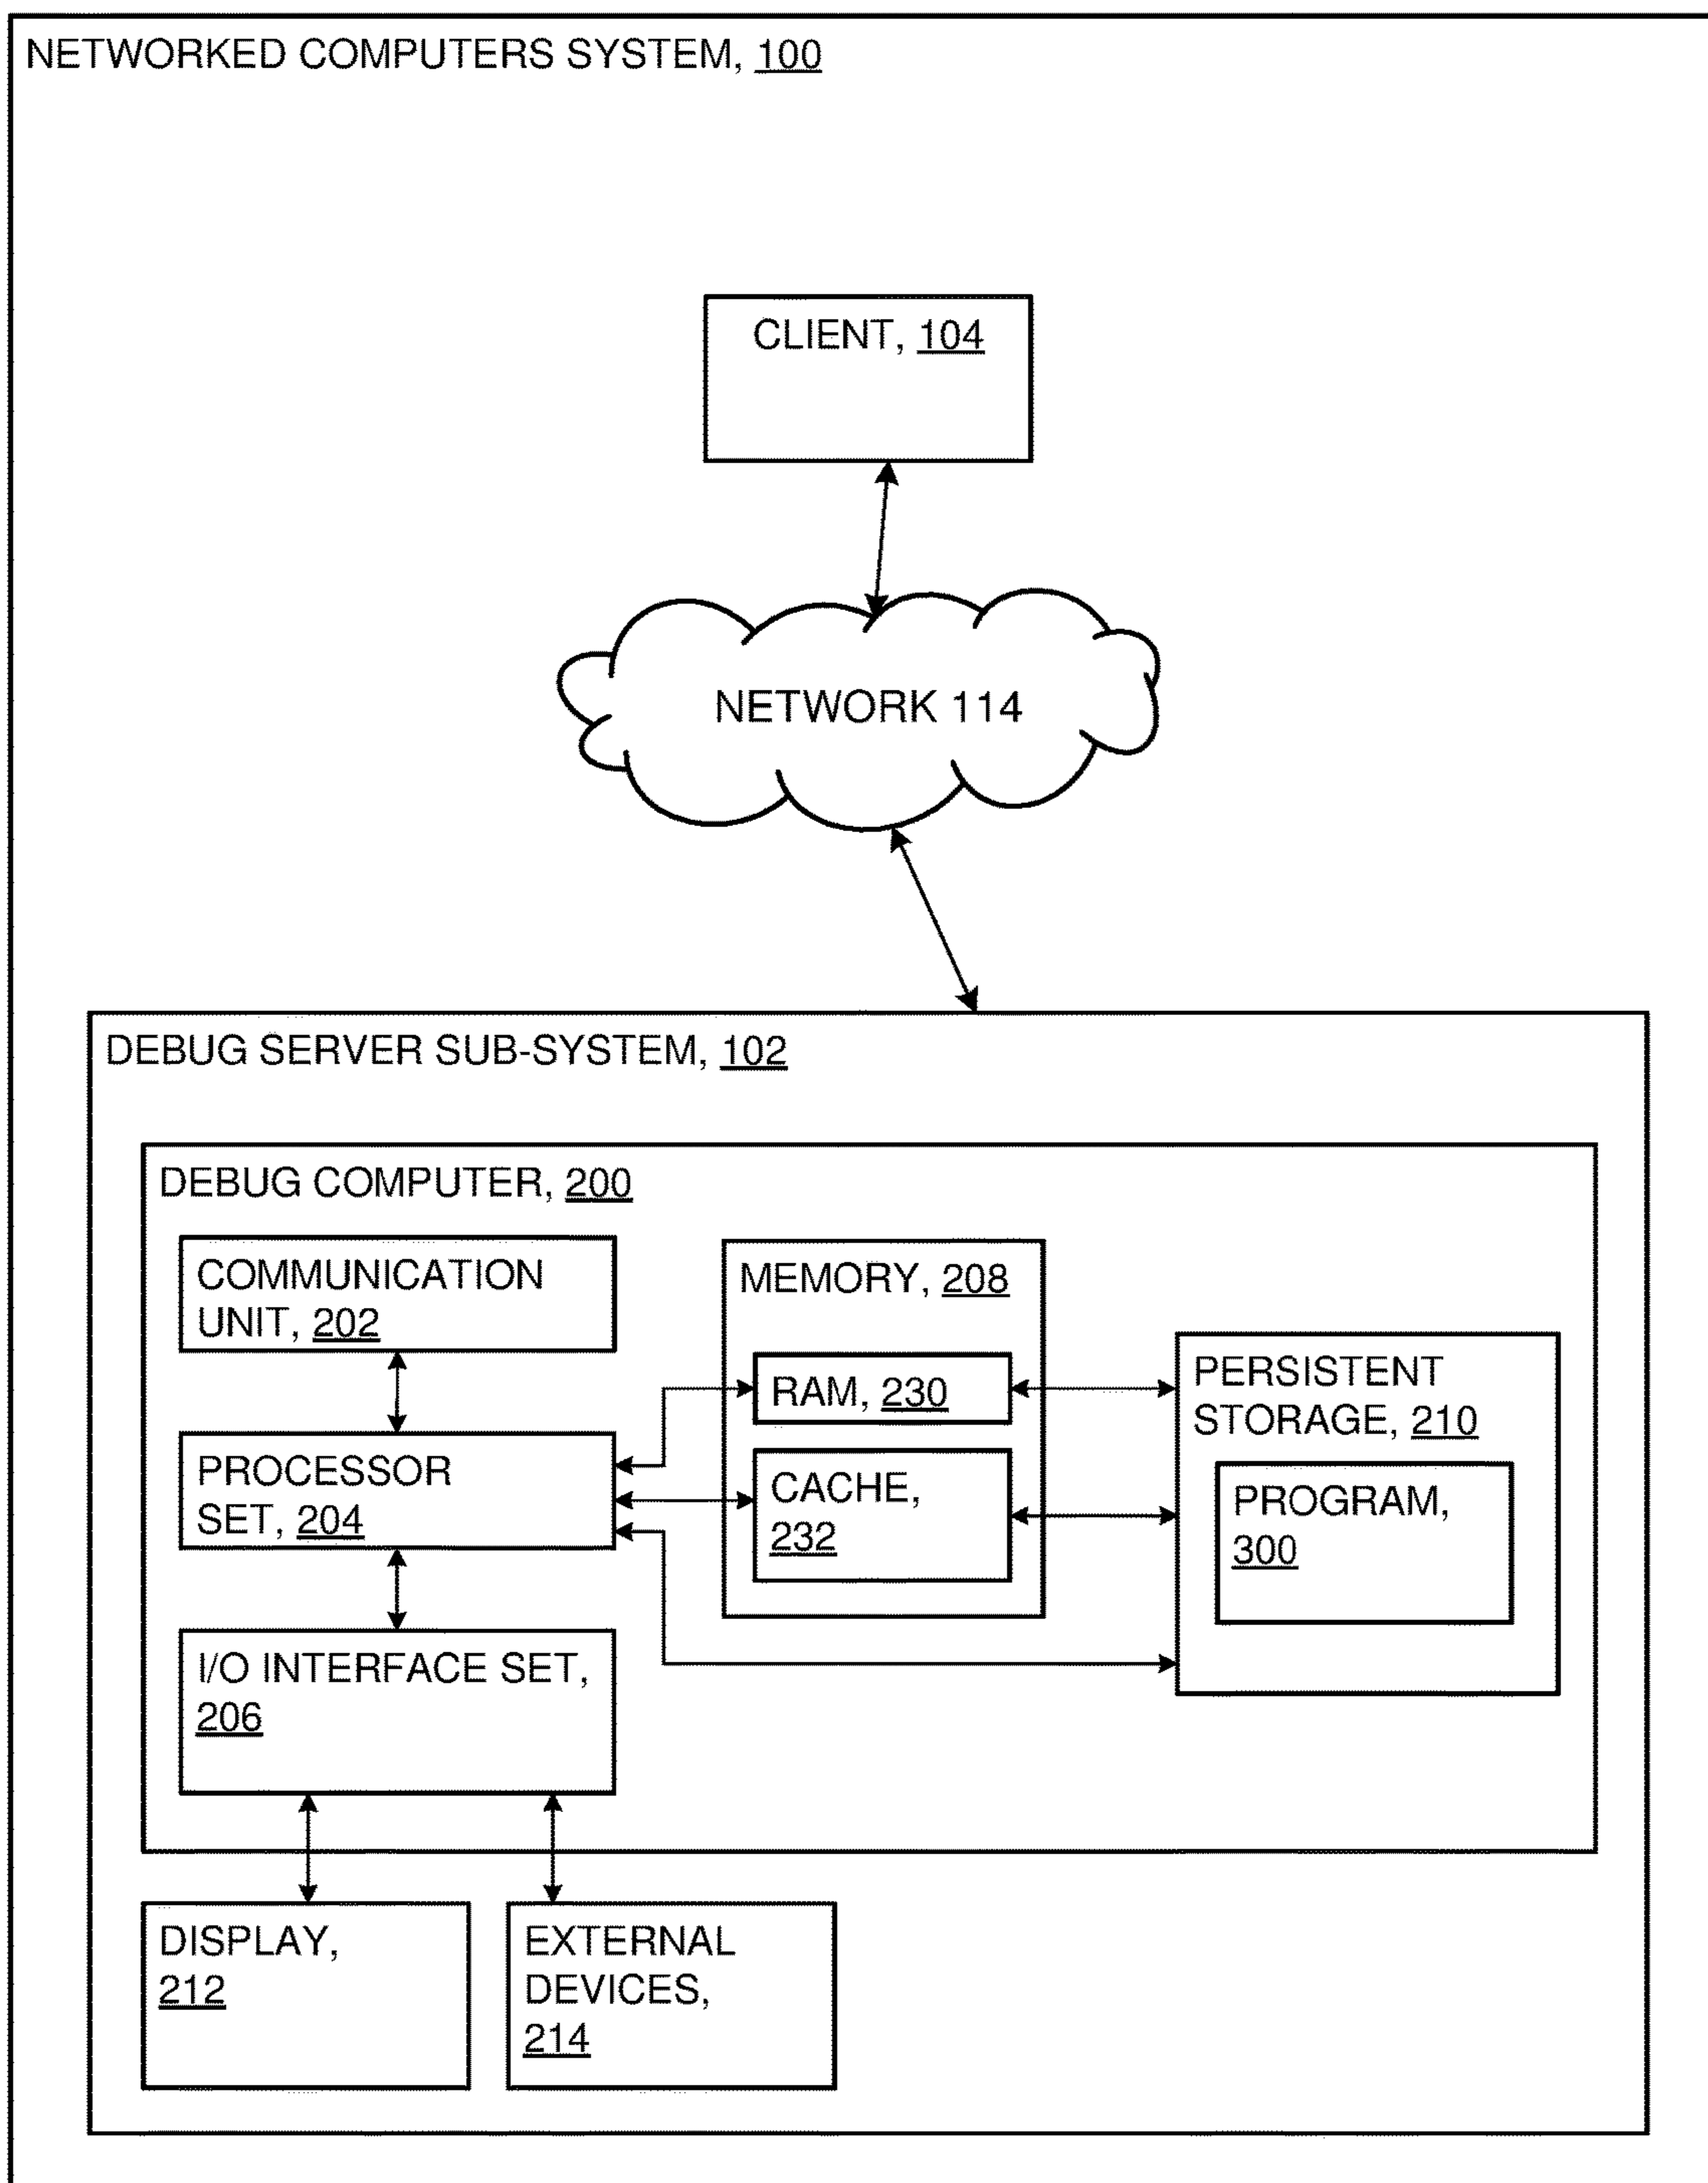 NETWORKED COMPUTERS SYSTEM, 100
CLIENT, 104
NETWORK 114
DEBUG SERVER SUB-SYSTEM, 102
DEBUG COMPUTER, 200
COMMUNICATION
UNIT, 202
PROCESSOR
SET, 204
I/O INTERFACE SET,
206
MEMORY, 208
RAM, 230
CACHE,
232
PERSISTENT
STORAGE, 210
PROGRAM,
300
DISPLAY,
212
EXTERNAL
DEVICES,
214